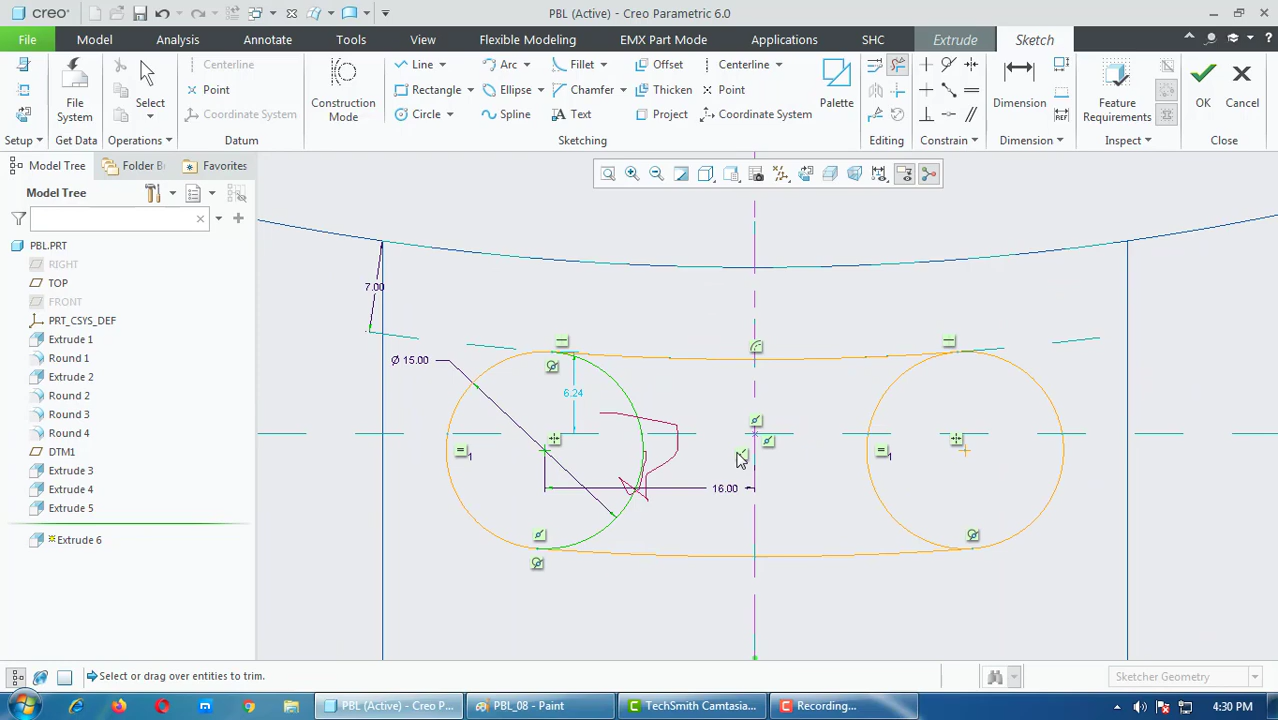 creo
PBL (Active) - Creo Parametric 6.0
File Model Analysis Annotate Tools View Flexible Modeling EMX Part Mode Applications SHC Extrude Sketch
File System
Select
Centerline
Point
Coordinate System
Construction Mode
Line Arc Fillet Offset Centerline
Rectangle Ellipse Chamfer Thicken Point
Circle Spline Text Project Coordinate System
Palette
Dimension
Feature Requirements
OK
Cancel
Setup Get Data Operations Datum Sketching Editing Constrain Dimension Inspect Close
Model Tree Folder B Favorites
Model Tree
PBL.PRT
RIGHT
TOP
FRONT
PRT_CSYS_DEF
Extrude 1
Round 1
Extrude 2
Round 2
Round 3
Round 4
DTM1
Extrude 3
Extrude 4
Extrude 5
Extrude 6
7.00
Ø 15.00
6.24
1
1
16.00
Select or drag over entities to trim.
Sketcher Geometry
PBL (Active) - Creo P...
PBL_08 - Paint
TechSmith Camtasia...
Recording...
4:30 PM